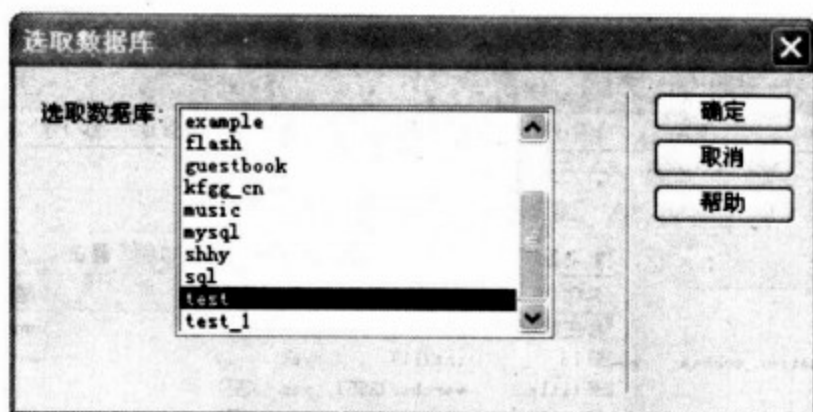 选取数据库
选取数据库:
example
flash
guestbook
kfgg_cn
music
mysql
shhy
sql
test
test_1
确定
取消
帮助